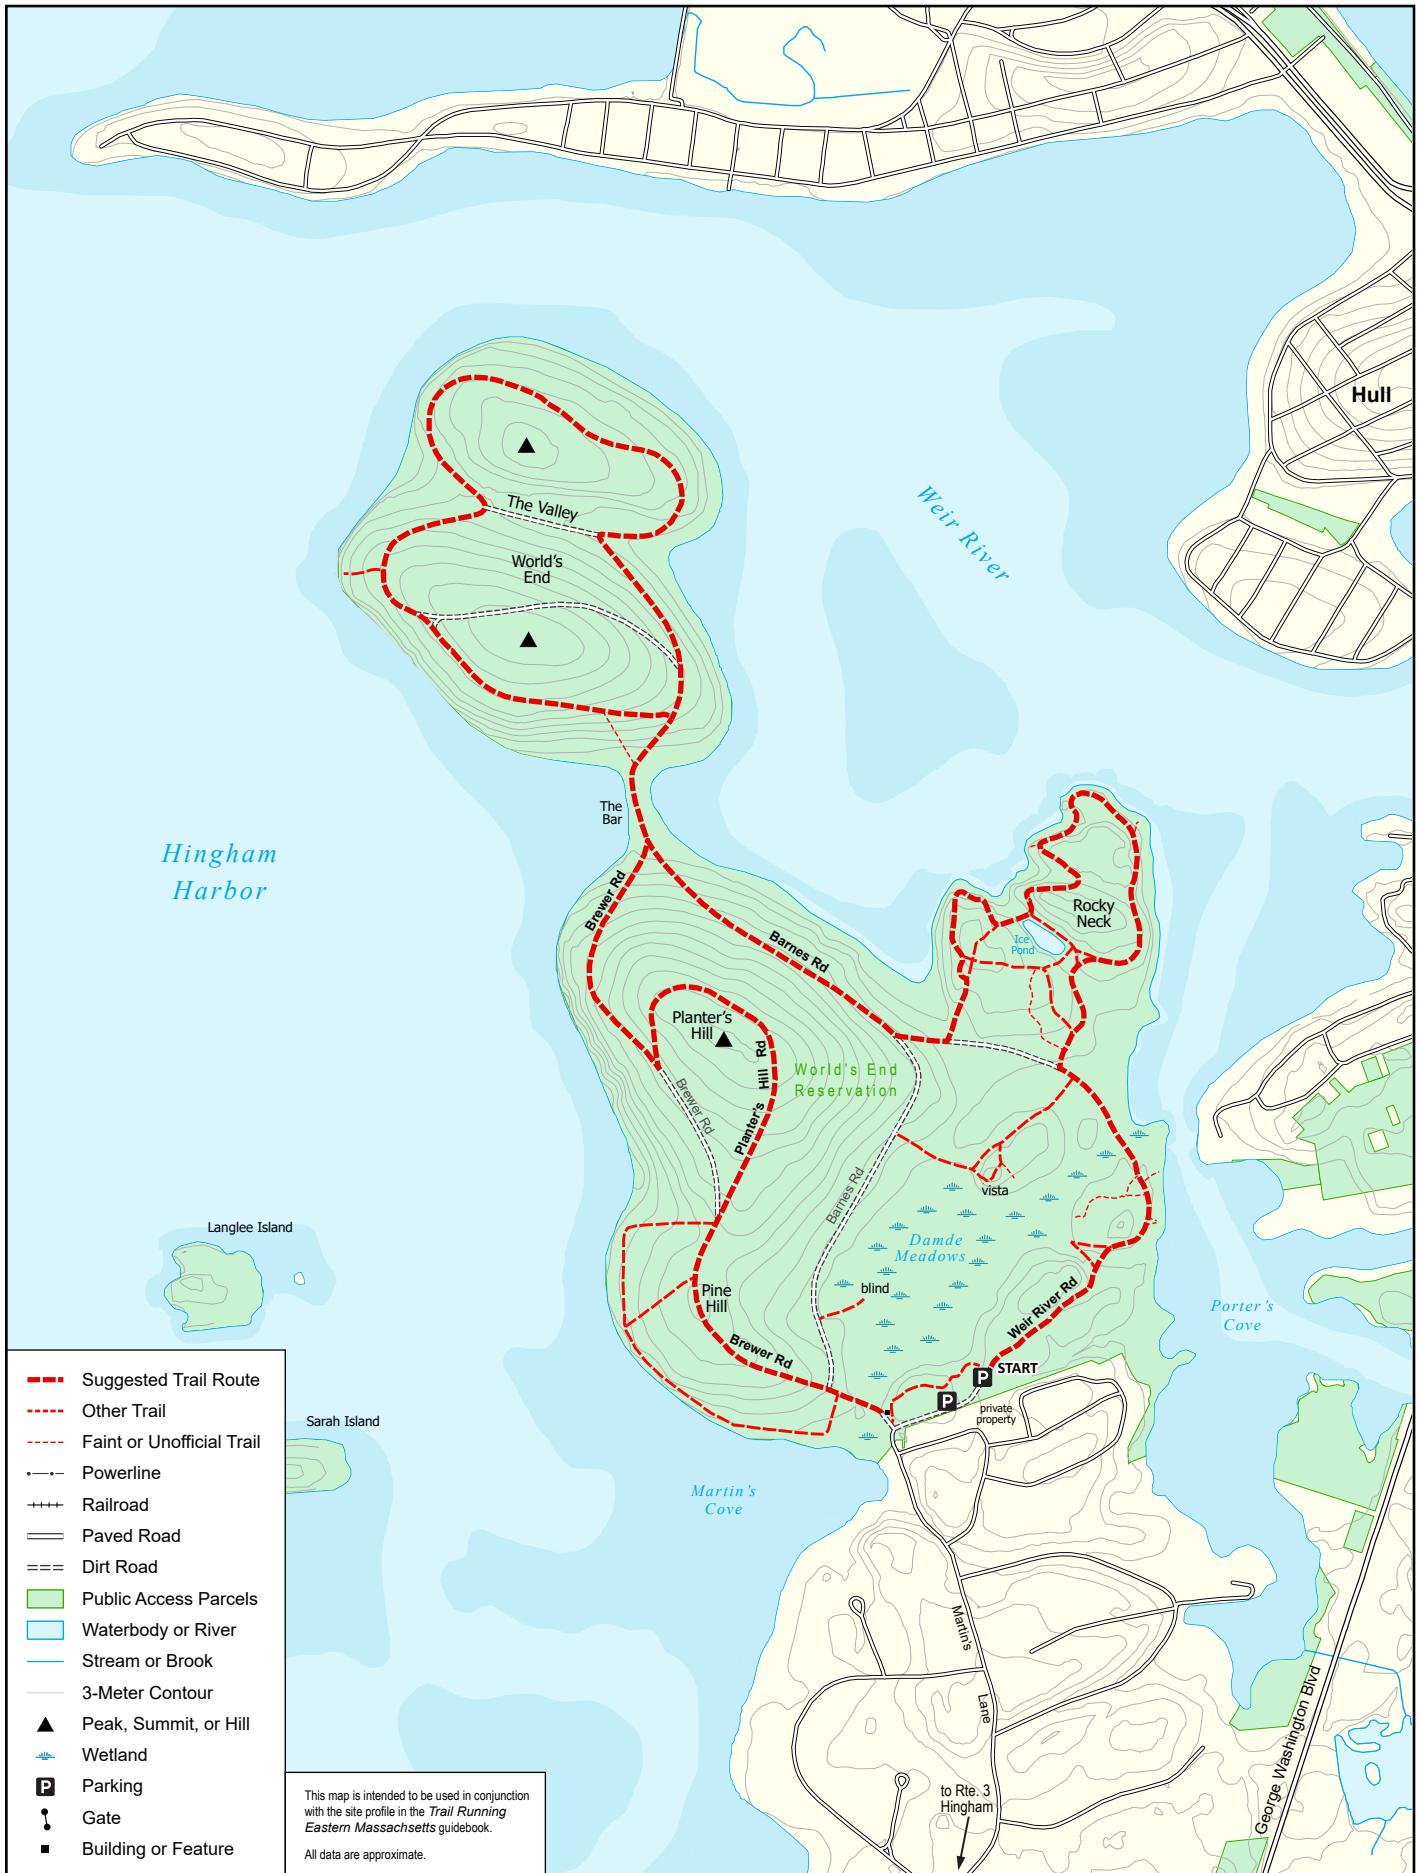 Hull
Weir River
The Valley
World's
End
The
Bar
Hingham
Harbor
Brewer Rd
Barnes Rd
Rocky
Neck
Ice
Pond
Planter's
Hill
Planter's Hill Rd
World's End
Reservation
Brewer Rd
Barnes Rd
vista
Damde
Meadows
Langlee Island
blind
Pine
Hill
Weir River Rd
Porter's
Cove
Brewer Rd
START
P
P
private
property
Sarah Island
Martin's
Cove
Martin's
Lane
George Washington Blvd
to Rte. 3
Hingham
Suggested Trail Route
Other Trail
Faint or Unofficial Trail
Powerline
Railroad
Paved Road
Dirt Road
Public Access Parcels
Waterbody or River
Stream or Brook
3-Meter Contour
Peak, Summit, or Hill
Wetland
P Parking
Gate
Building or Feature
This map is intended to be used in conjunction
with the site profile in the Trail Running
Eastern Massachsetts guidebook.
All data are approximate.